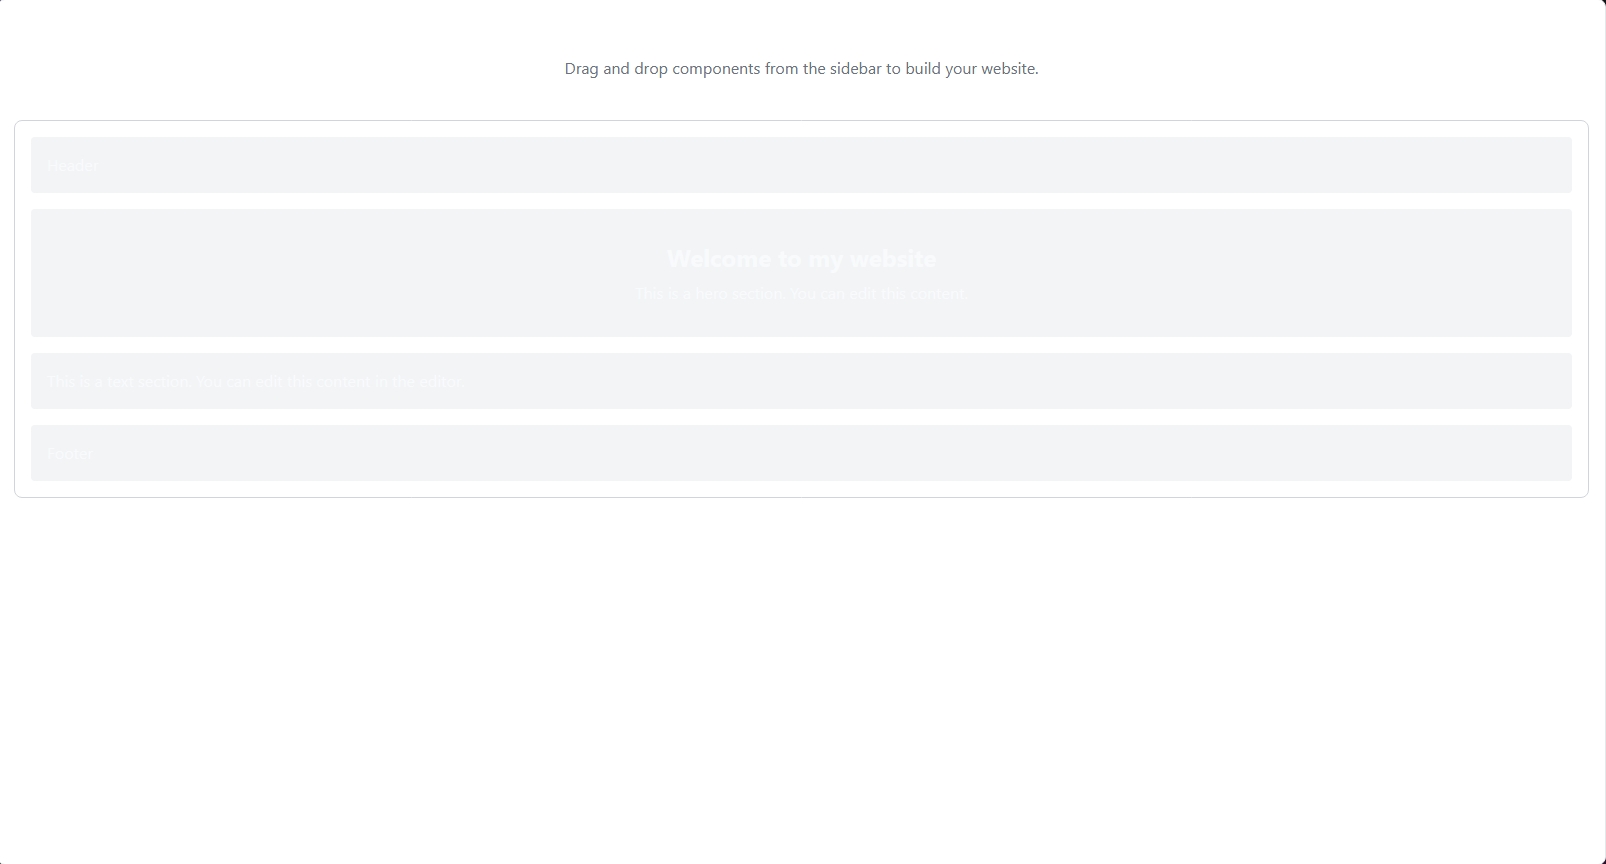 Drag and drop components from the sidebar to build your website.
Header
Welcome to my website
This is a hero section. You can edit this content.
This is a text section. You can edit this content in the editor.
Footer